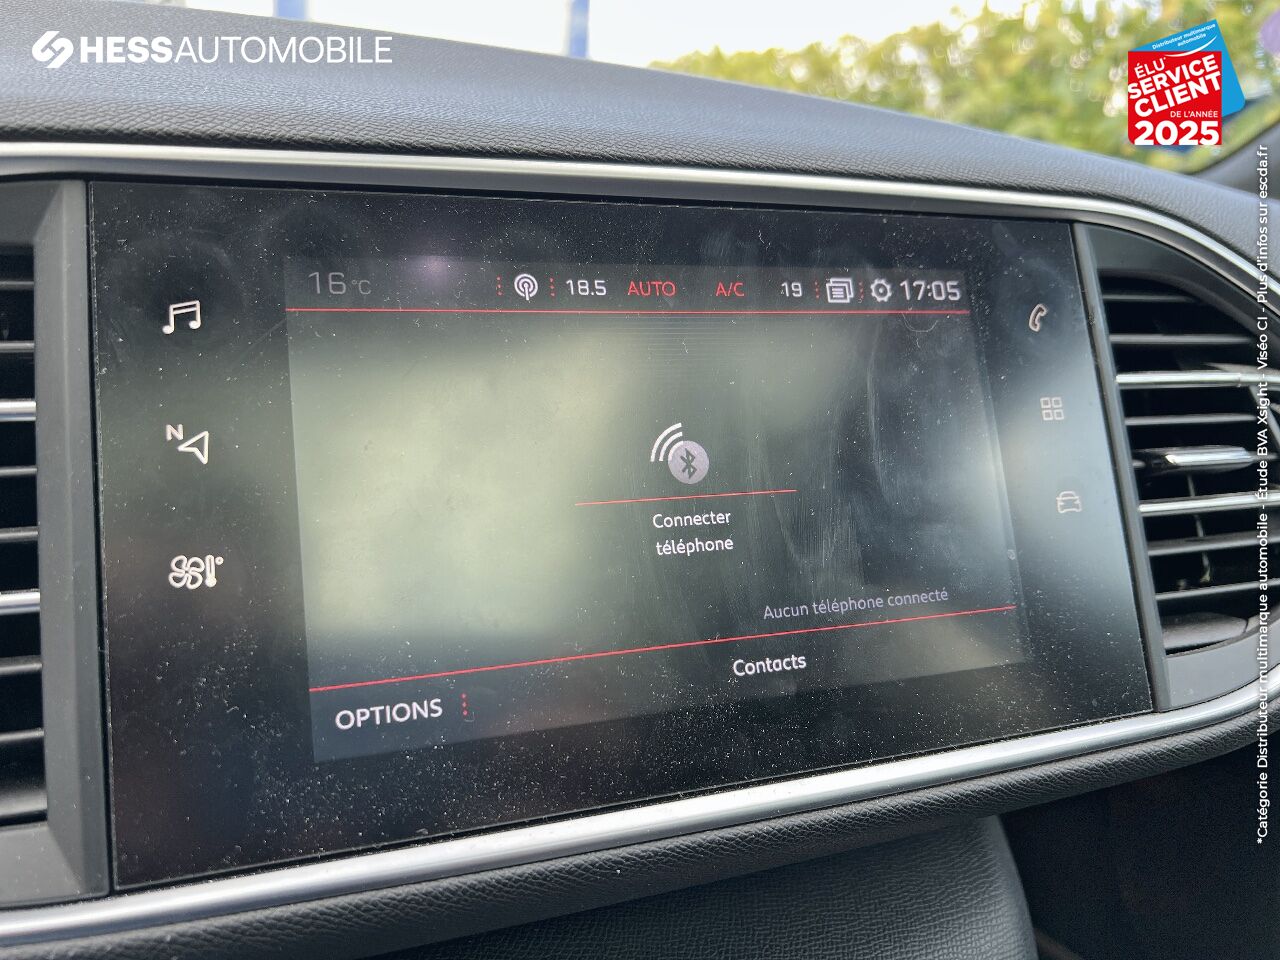 HESSAUTOMOBILE
Distributeur multimarque
automobile
ÉLU
SERVICE
CLIENT
DE L'ANNÉE
2025
16°C 18.5 AUTO A/C 19 17:05
N
Connecter
téléphone
Aucun téléphone connecté
Contacts
OPTIONS
*Catégorie Distributeur multimarque automobile - Étude BVA Xsight - Viséo CI - Plus d'infos sur escda.fr